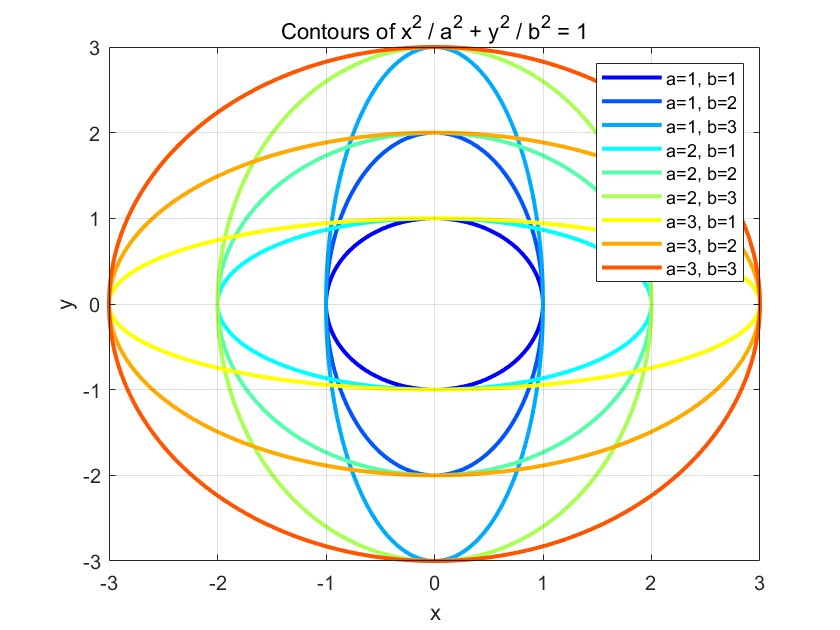 Contours of x² / a² + y² / b² = 1
3
2
1
0
-1
-2
-3
y
a=1, b=1
a=1, b=2
a=1, b=3
a=2, b=1
a=2, b=2
a=2, b=3
a=3, b=1
a=3, b=2
a=3, b=3
-3 -2 -1 0 1 2 3
x